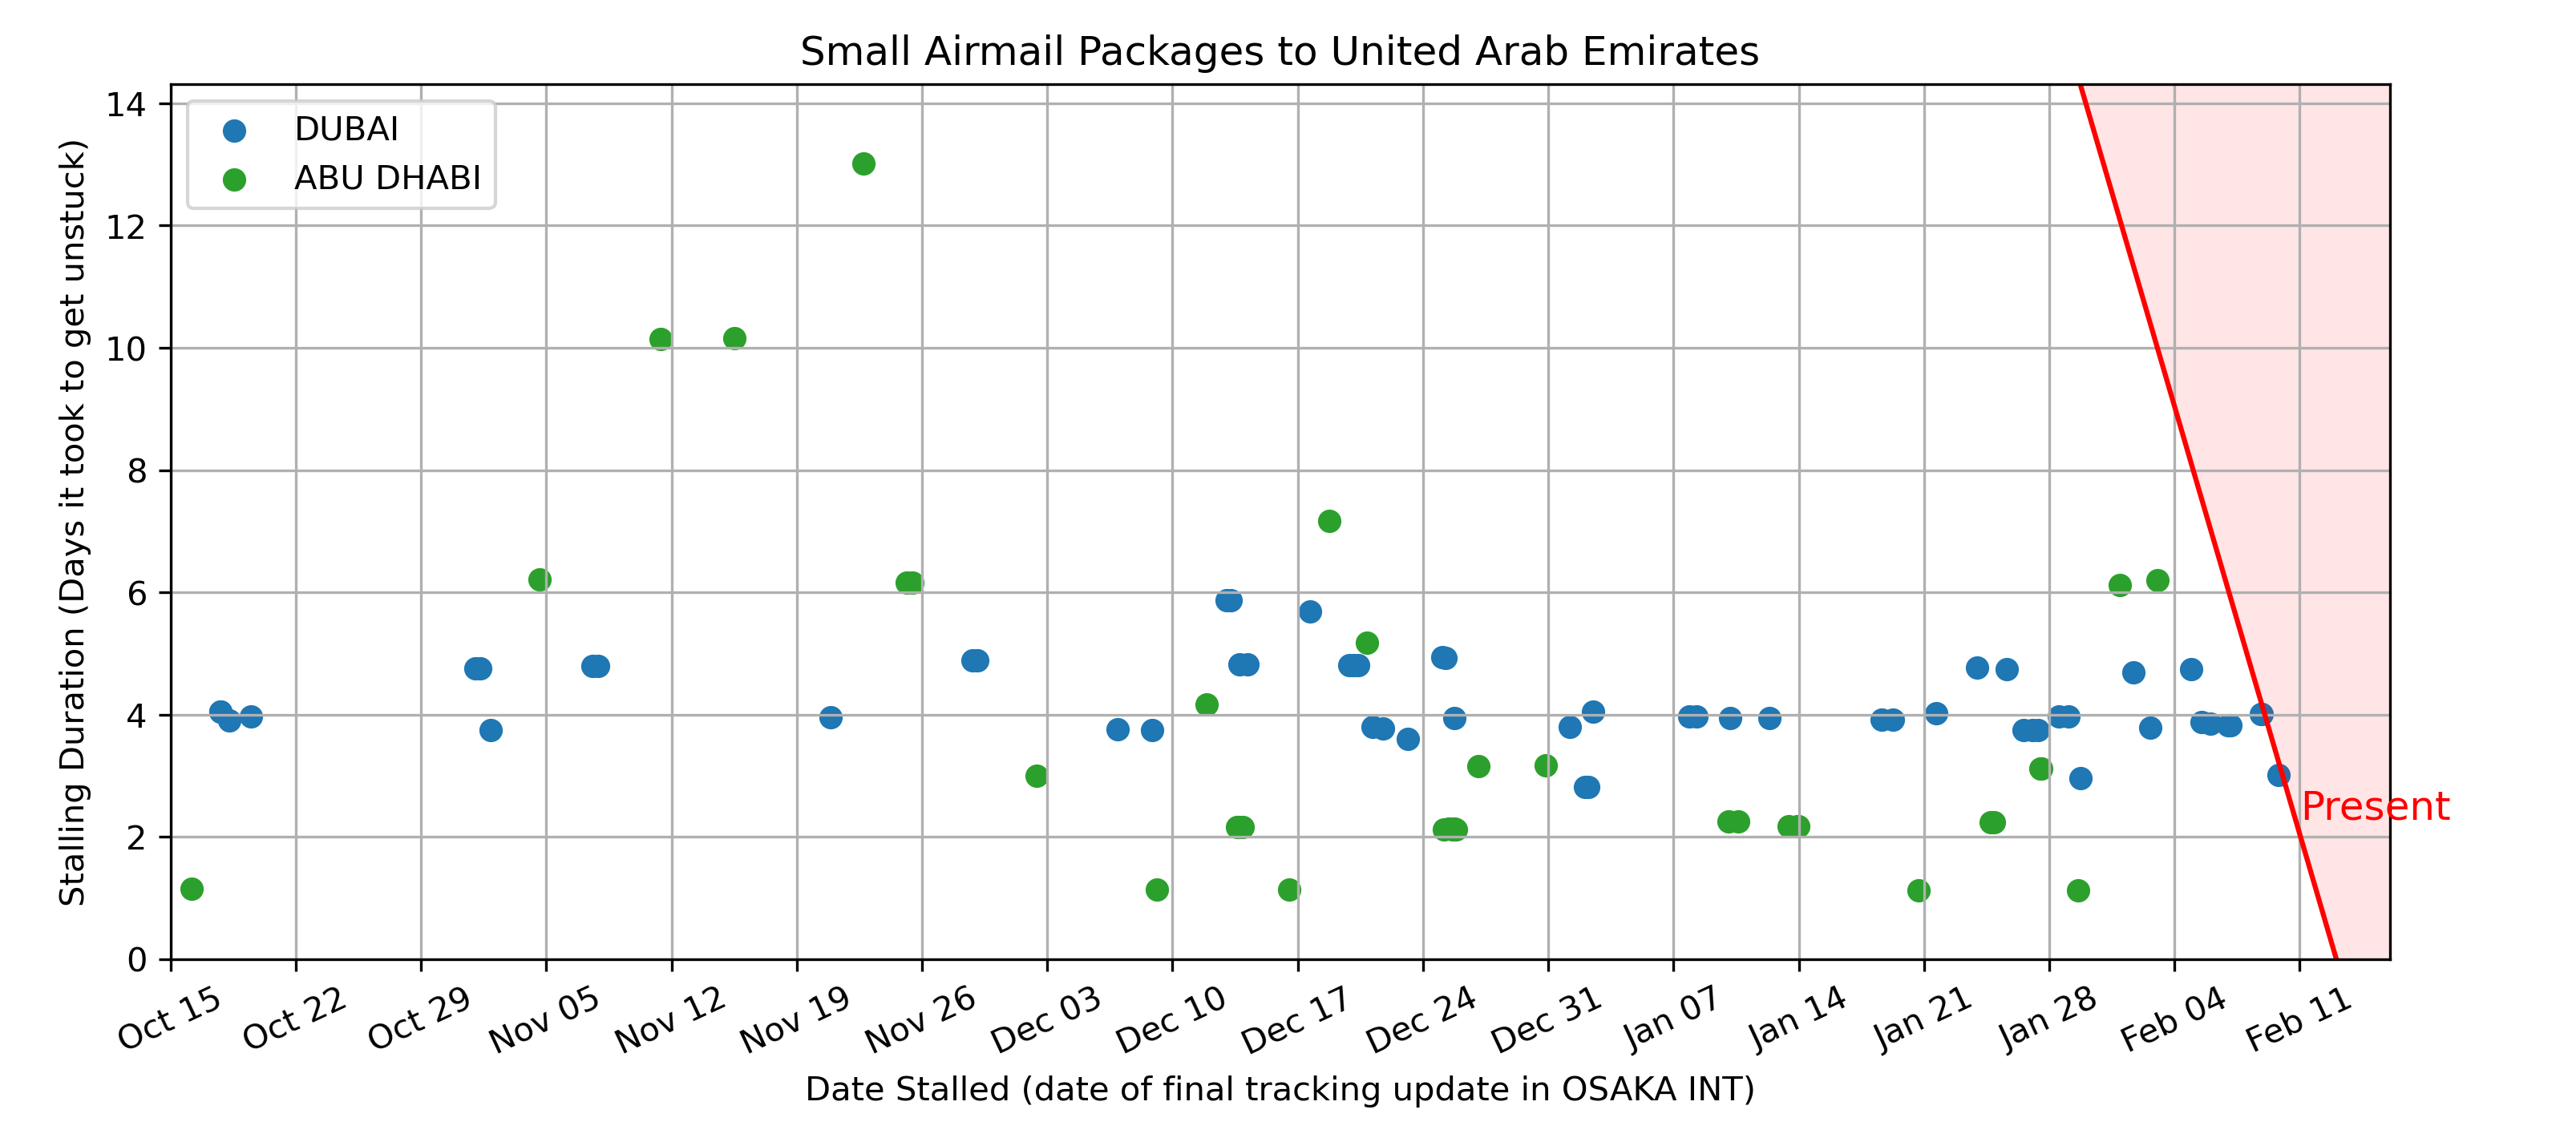 Small Airmail Packages to United Arab Emirates
DUBAI
ABU DHABI
Stalling Duration (Days it took to get unstuck)
14
12
10
8
6
4
2
0
Present
Oct 15
Oct 22
Oct 29
Nov 05
Nov 12
Nov 19
Nov 26
Dec 03
Dec 10
Dec 17
Dec 24
Dec 31
Jan 07
Jan 14
Jan 21
Jan 28
Feb 04
Feb 11
Date Stalled (date of final tracking update in OSAKA INT)